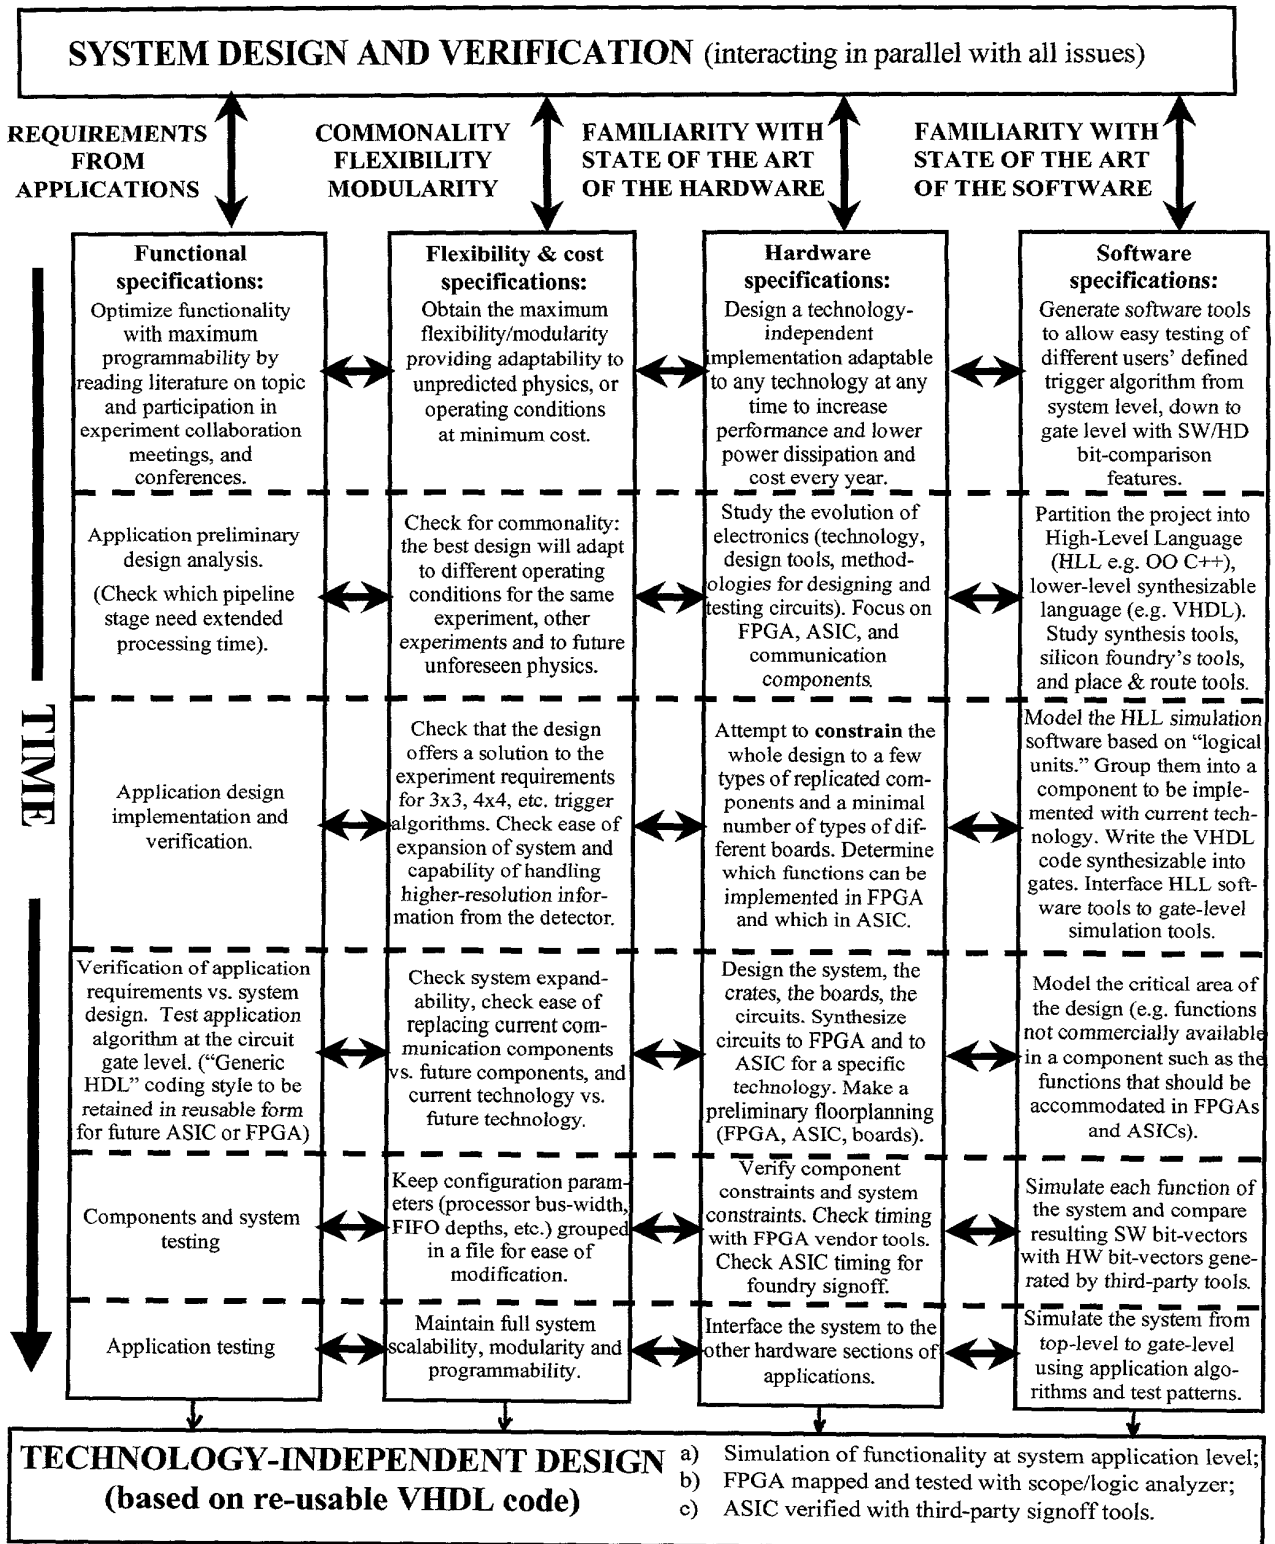 SYSTEM DESIGN AND VERIFICATION (interacting in parallel with all issues)
REQUIREMENTS
FROM
APPLICATIONS
COMMONALITY
FLEXIBILITY
MODULARITY
FAMILIARITY WITH
STATE OF THE ART
OF THE HARDWARE
FAMILIARITY WITH
STATE OF THE ART
OF THE SOFTWARE
TIME
Functional
specifications:
Optimize functionality
with maximum
programmability by
reading literature on topic
and participation in
experiment collaboration
meetings, and
conferences.
Flexibility & cost
specifications:
Obtain the maximum
flexibility/modularity
providing adaptability to
unpredicted physics, or
operating conditions
at minimum cost.
Hardware
specifications:
Design a technology-
independent
implementation adaptable
to any technology at any
time to increase
performance and lower
power dissipation and
cost every year.
Software
specifications:
Generate software tools
to allow easy testing of
different users' defined
trigger algorithm from
system level, down to
gate level with SW/HD
bit-comparison
features.
Application preliminary
design analysis.
(Check which pipeline
stage need extended
processing time).
Check for commonality:
the best design will adapt
to different operating
conditions for the same
experiment, other
experiments and to future
unforeseen physics.
Study the evolution of
electronics (technology,
design tools, method-
ologies for designing and
testing circuits). Focus on
FPGA, ASIC, and
communication
components.
Partition the project into
High-Level Language
(HLL e.g. OO C++),
lower-level synthesizable
language (e.g. VHDL).
Study synthesis tools,
silicon foundry's tools,
and place & route tools.
Application design
implementation and
verification.
Check that the design
offers a solution to the
experiment requirements
for 3x3, 4x4, etc. trigger
algorithms. Check ease of
expansion of system and
capability of handling
higher-resolution infor-
mation from the detector.
Attempt to constrain the
whole design to a few
types of replicated com-
ponents and a minimal
number of types of dif-
ferent boards. Determine
which functions can be
implemented in FPGA
and which in ASIC.
Model the HLL simulation
software based on "logical
units." Group them into a
component to be imple-
mented with current tech-
nology. Write the VHDL
code synthesizable into
gates. Interface HLL soft-
ware tools to gate-level
simulation tools.
Verification of application
requirements vs. system
design. Test application
algorithm at the circuit
gate level. ("Generic
HDL" coding style to be
retained in reusable form
for future ASIC or FPGA)
Check system expand-
ability, check ease of
replacing current com-
munication components
vs. future components, and
current technology vs.
future technology.
Design the system, the
crates, the boards, the
circuits. Synthesize
circuits to FPGA and to
ASIC for a specific
technology. Make a
preliminary floorplanning
(FPGA, ASIC, boards).
Model the critical area of
the design (e.g. functions
not commercially available
in a component such as the
functions that should be
accommodated in FPGAs
and ASICs).
Components and system
testing
Keep configuration param-
eters (processor bus-width,
FIFO depths, etc.) grouped
in a file for ease of
modification.
Verify component
constraints and system
constraints. Check timing
with FPGA vendor tools.
Check ASIC timing for
foundry signoff.
Simulate each function of
the system and compare
resulting SW bit-vectors
with HW bit-vectors gene-
rated by third-party tools.
Application testing
Maintain full system
scalability, modularity and
programmability.
Interface the system to the
other hardware sections of
applications.
Simulate the system from
top-level to gate-level
using application algo-
rithms and test patterns.
TECHNOLOGY-INDEPENDENT DESIGN
(based on re-usable VHDL code)
a) Simulation of functionality at system application level;
b) FPGA mapped and tested with scope/logic analyzer;
c) ASIC verified with third-party signoff tools.